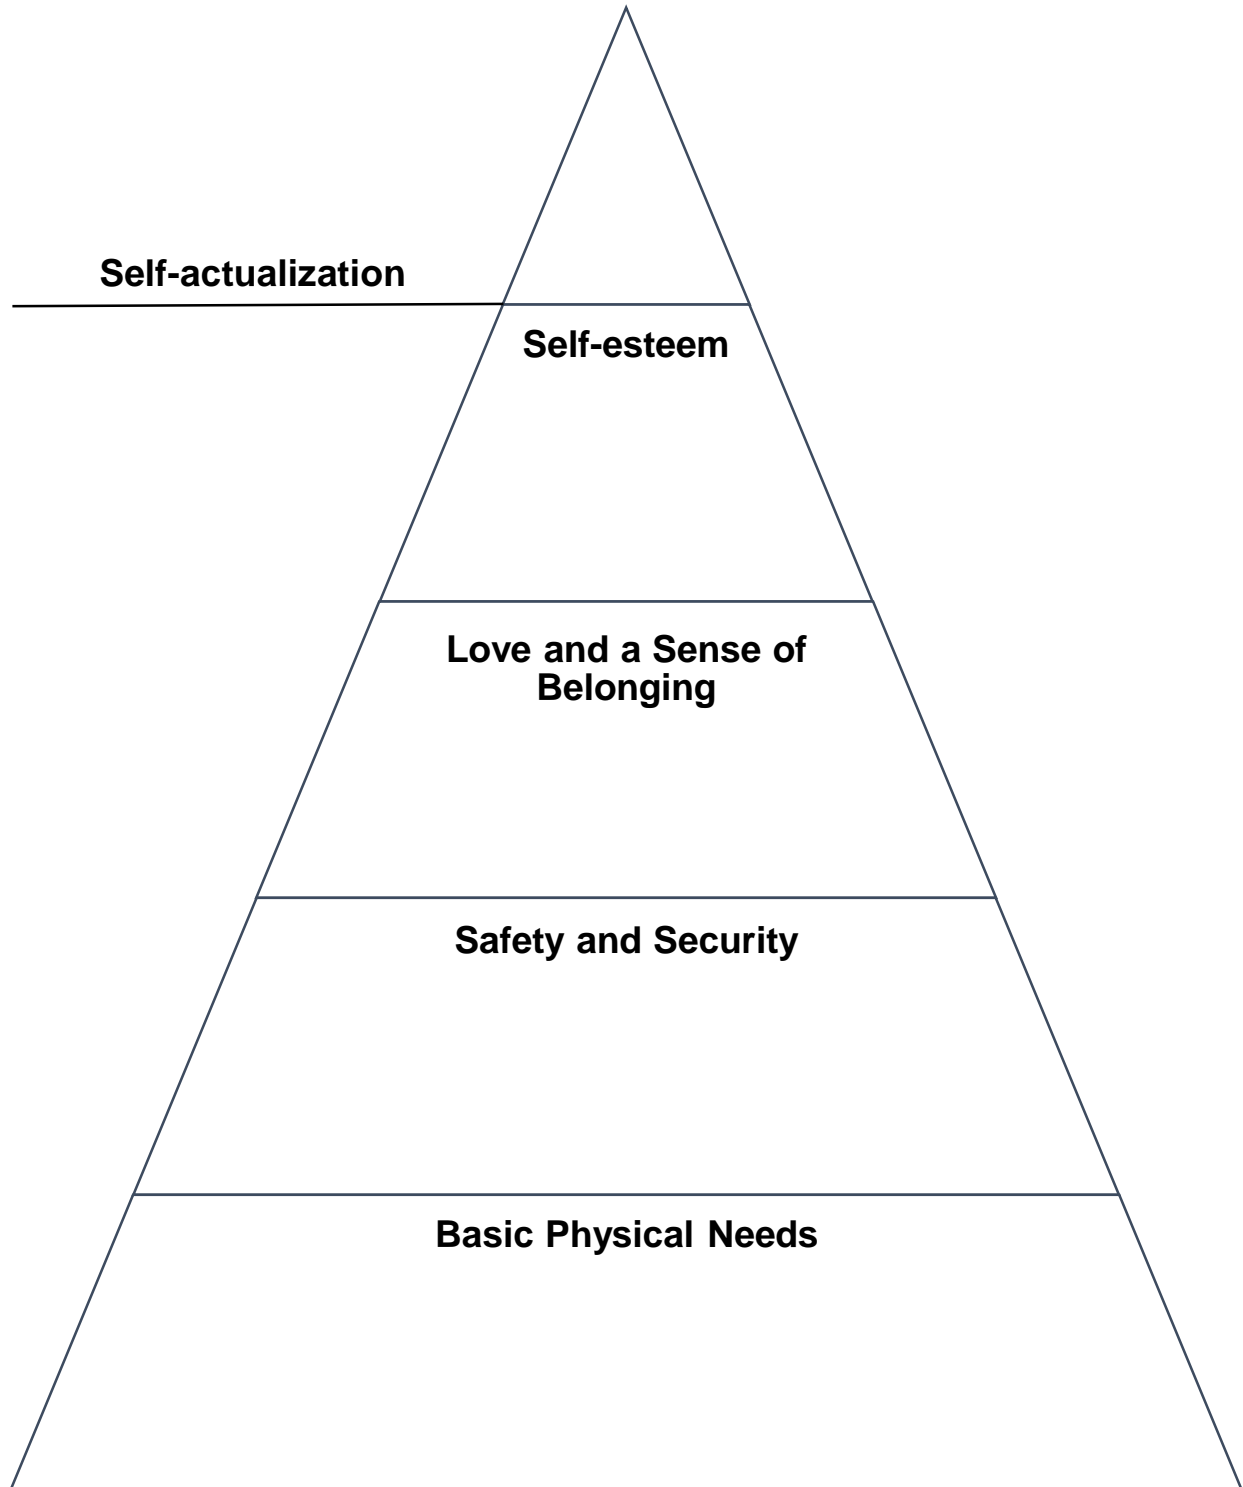 Self-actualization
Self-esteem
Love and a Sense of
Belonging
Safety and Security
Basic Physical Needs